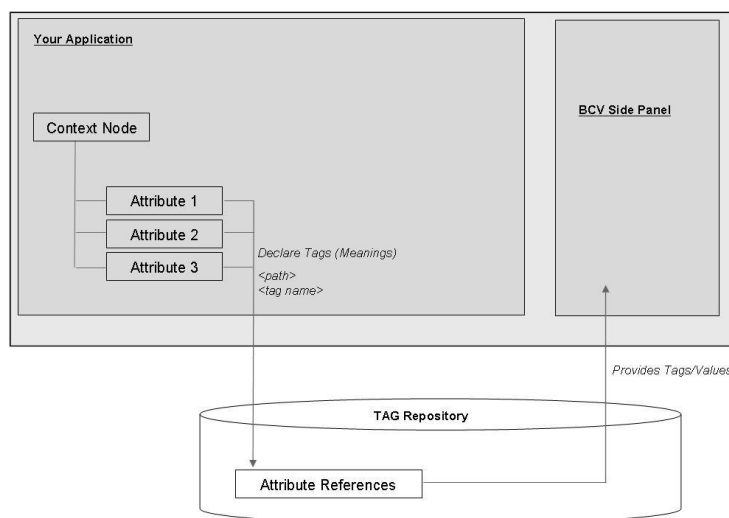 Your Application
BCV Side Panel
Context Node
Attribute 1
Attribute 2
Attribute 3
Declare Tags (Meanings)
<path>
<tag name>
Provides Tags/Values
TAG Repository
Attribute References